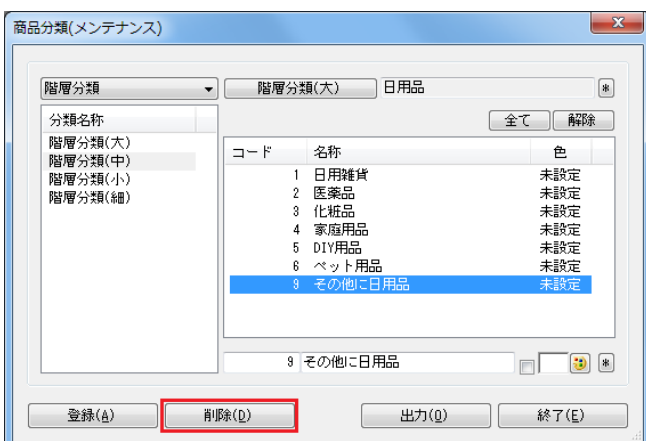 商品分類(メンテナンス)
階層分類 階層分類(大) 日用品 *
分類名称 全て 解除
階層分類(大)
階層分類(中)
階層分類(小)
階層分類(細)
コード 名称 色
1 日用雑貨 未設定
2 医薬品 未設定
3 化粧品 未設定
4 家庭用品 未設定
5 DIY用品 未設定
6 ペット用品 未設定
9 その他に日用品 未設定
9 その他に日用品 *
登録(A) 削除(D) 出力(O) 終了(E)